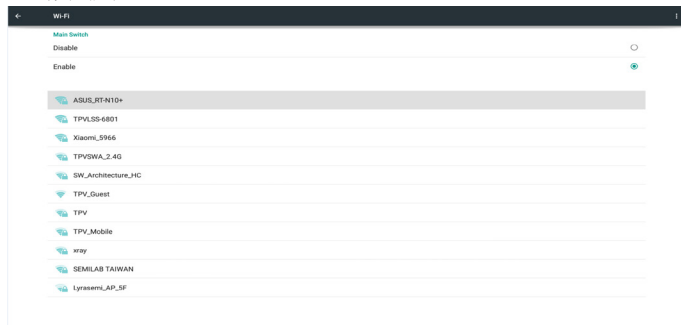 Wi-Fi
Main Switch
Disable
Enable
ASUS_RT-N10+
TPVLSS-6801
Xiaomi_5966
TPVSWA_2.4G
SW_Architecture_HC
TPV_Guest
TPV
TPV_Mobile
xray
SEMILAB TAIWAN
Lyrasemi_AP_5F